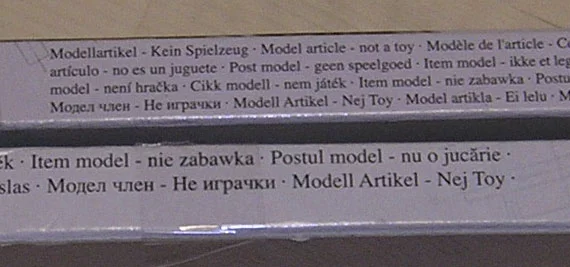 Modellartikel - Kein Spielzeug · Model article - not a toy · Modèle de l'article -
artículo - no es un juguete · Post model - geen speelgoed · Item model - ikke et
model - není hračka · Cikk modell - nem játék · Item model - nie zabawka ·
Модел член - Не играчки · Modell Artikel - Nej Toy · Model artikla - Ei lelu ·
· Item model - nie zabawka · Postul model - nu o jucărie ·
· Модел член - Не играчки · Modell Artikel - Nej Toy ·